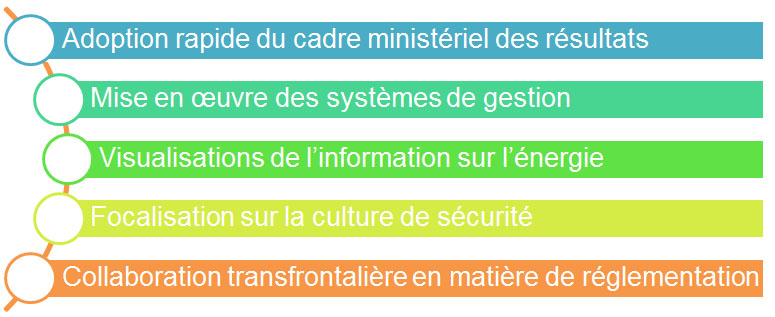 Adoption rapide du cadre ministériel des résultats
Mise en œuvre des systèmes de gestion
Visualisations de l’information sur l’énergie
Focalisation sur la culture de sécurité
Collaboration transfrontalière en matière de réglementation